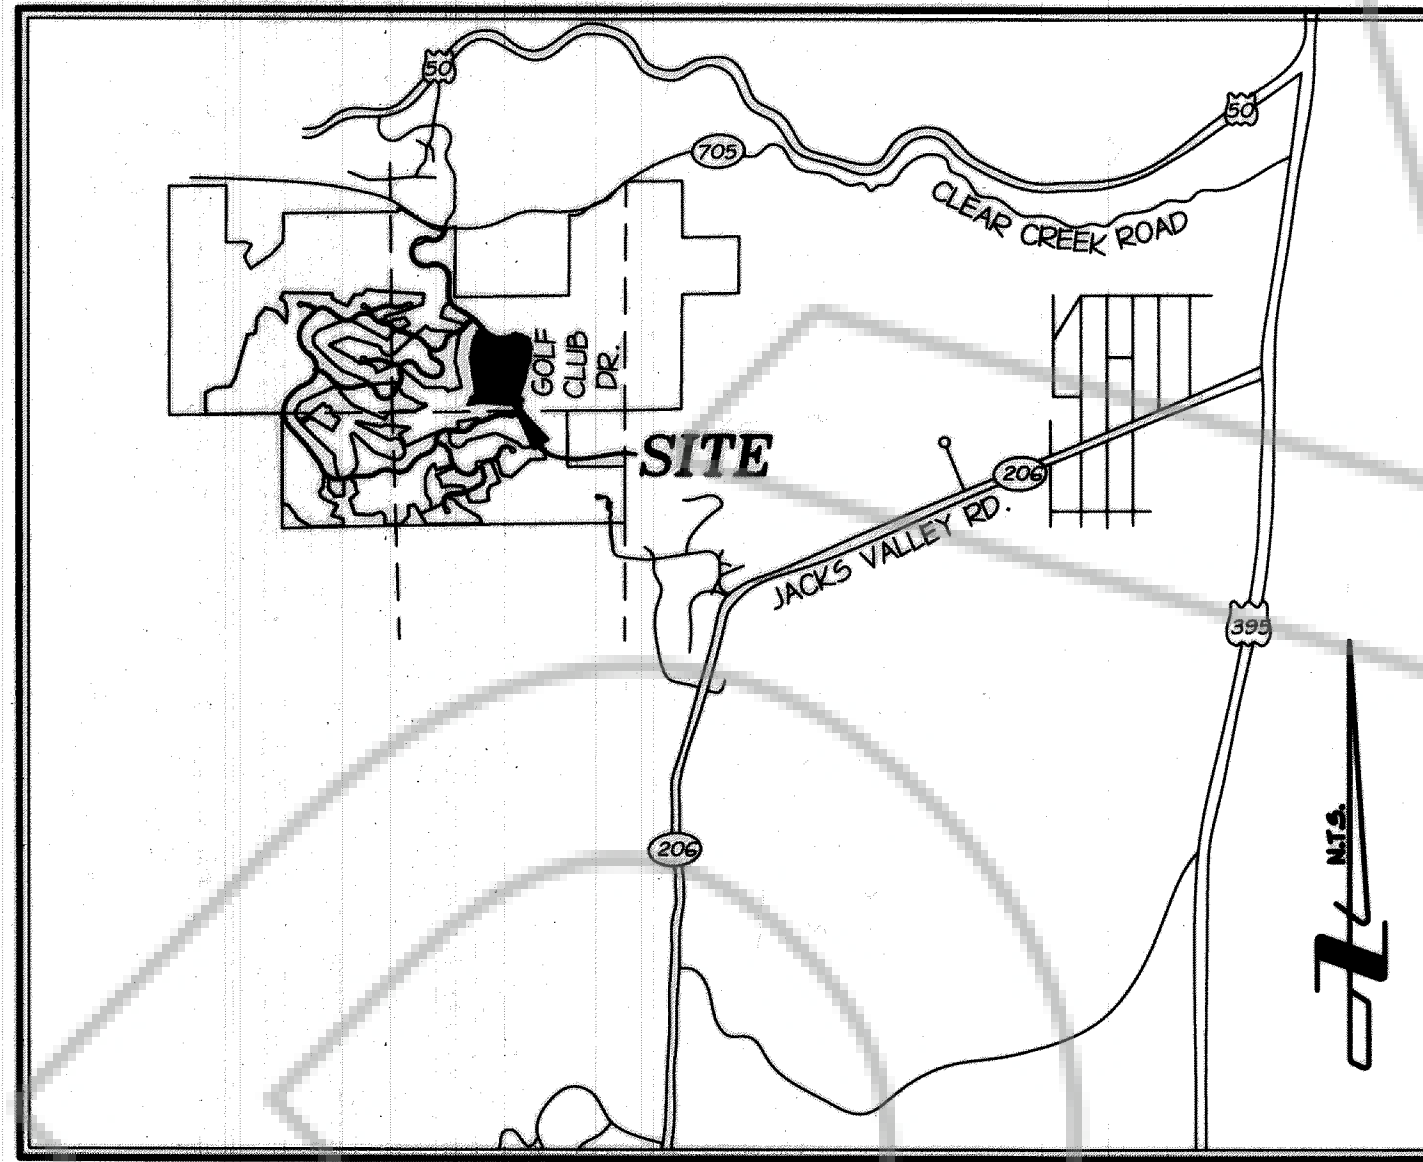 50
50
705
CLEAR CREEK ROAD
GOLF
CLUB
DR.
SITE
206
JACKS VALLEY RD.
395
N.T.S.
206